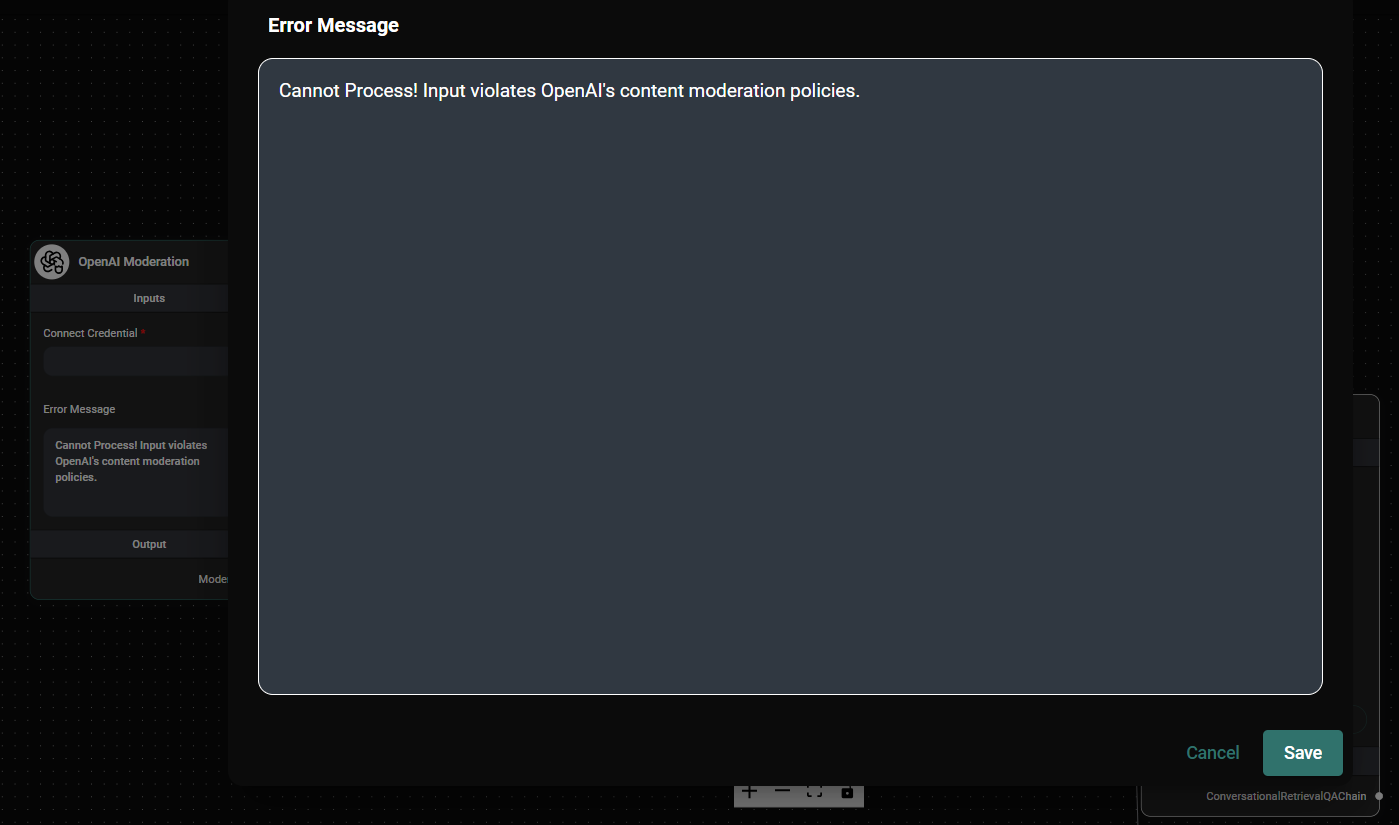 Error Message
Cannot Process! Input violates OpenAI's content moderation policies.
OpenAI Moderation
Inputs
Connect Credential *
Error Message
Cannot Process! Input violates
OpenAI's content moderation
policies.
Output
Cancel
Save
ConversationalRetrievalQAChain